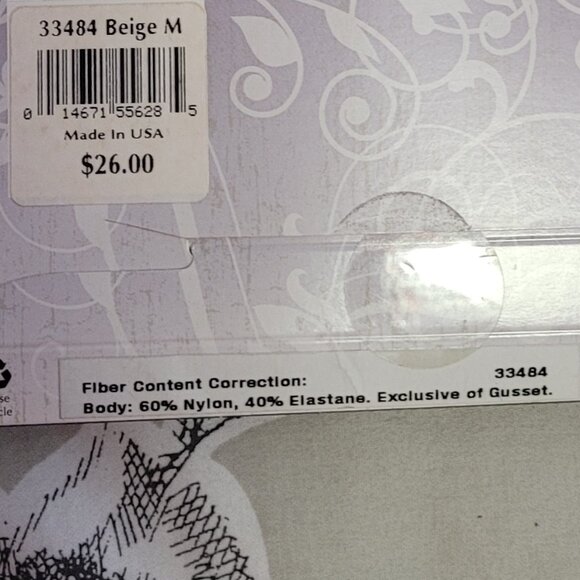 33484 Beige M
0 14671 55628 5
Made In USA
$26.00
33484
Fiber Content Correction:
Body: 60% Nylon, 40% Elastane. Exclusive of Gusset.